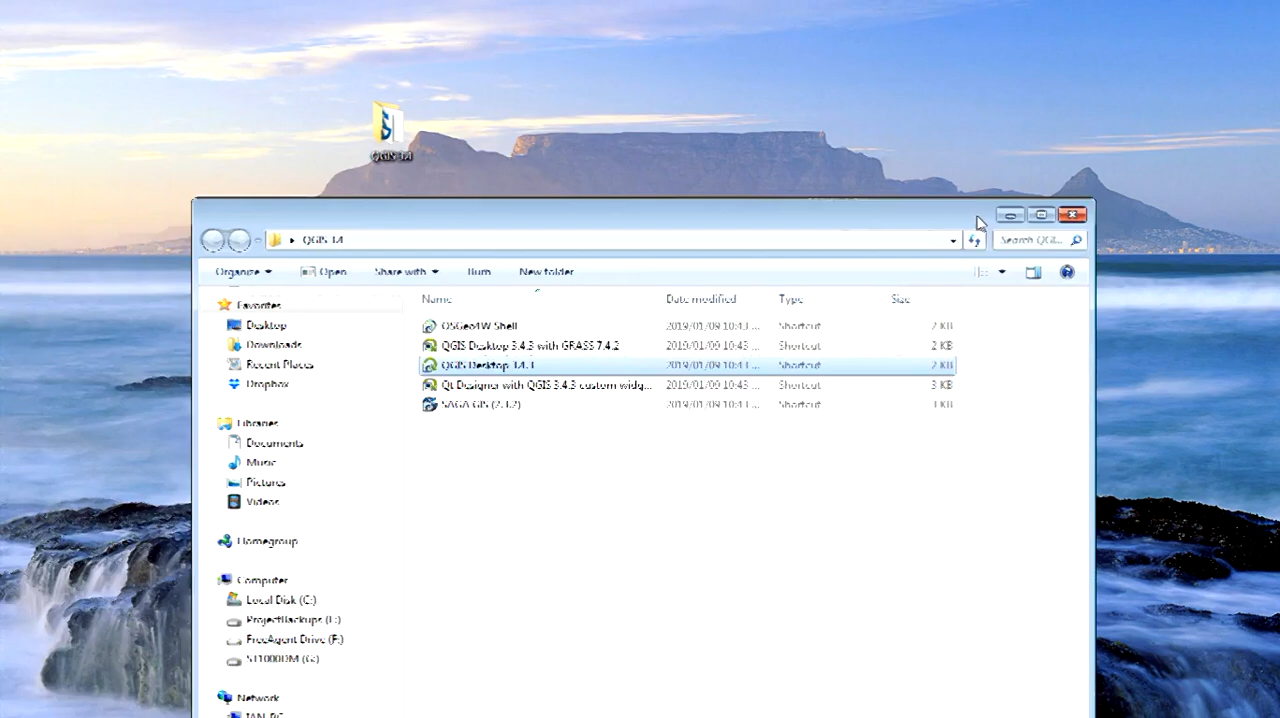 QGIS 3.4
QGIS 3.4
Search QGI...
Organize Open Share with Burn New folder
Name Date modified Type Size
Favorites
Desktop
Downloads
Recent Places
Dropbox
Libraries
Documents
Music
Pictures
Videos
Homegroup
Computer
Local Disk (C:)
ProjectBackups (E:)
FreeAgent Drive (F:)
ST1000DM (G:)
Network
IAN-PC
OSGeo4W Shell 2019/01/09 10:43 ... Shortcut 2 KB
QGIS Desktop 3.4.3 with GRASS 7.4.2 2019/01/09 10:43 ... Shortcut 2 KB
QGIS Desktop 3.4.3 2019/01/09 10:43 ... Shortcut 2 KB
Qt Designer with QGIS 3.4.3 custom widg... 2019/01/09 10:43 ... Shortcut 3 KB
SAGA GIS (2.3.2) 2019/01/09 10:43 ... Shortcut 3 KB